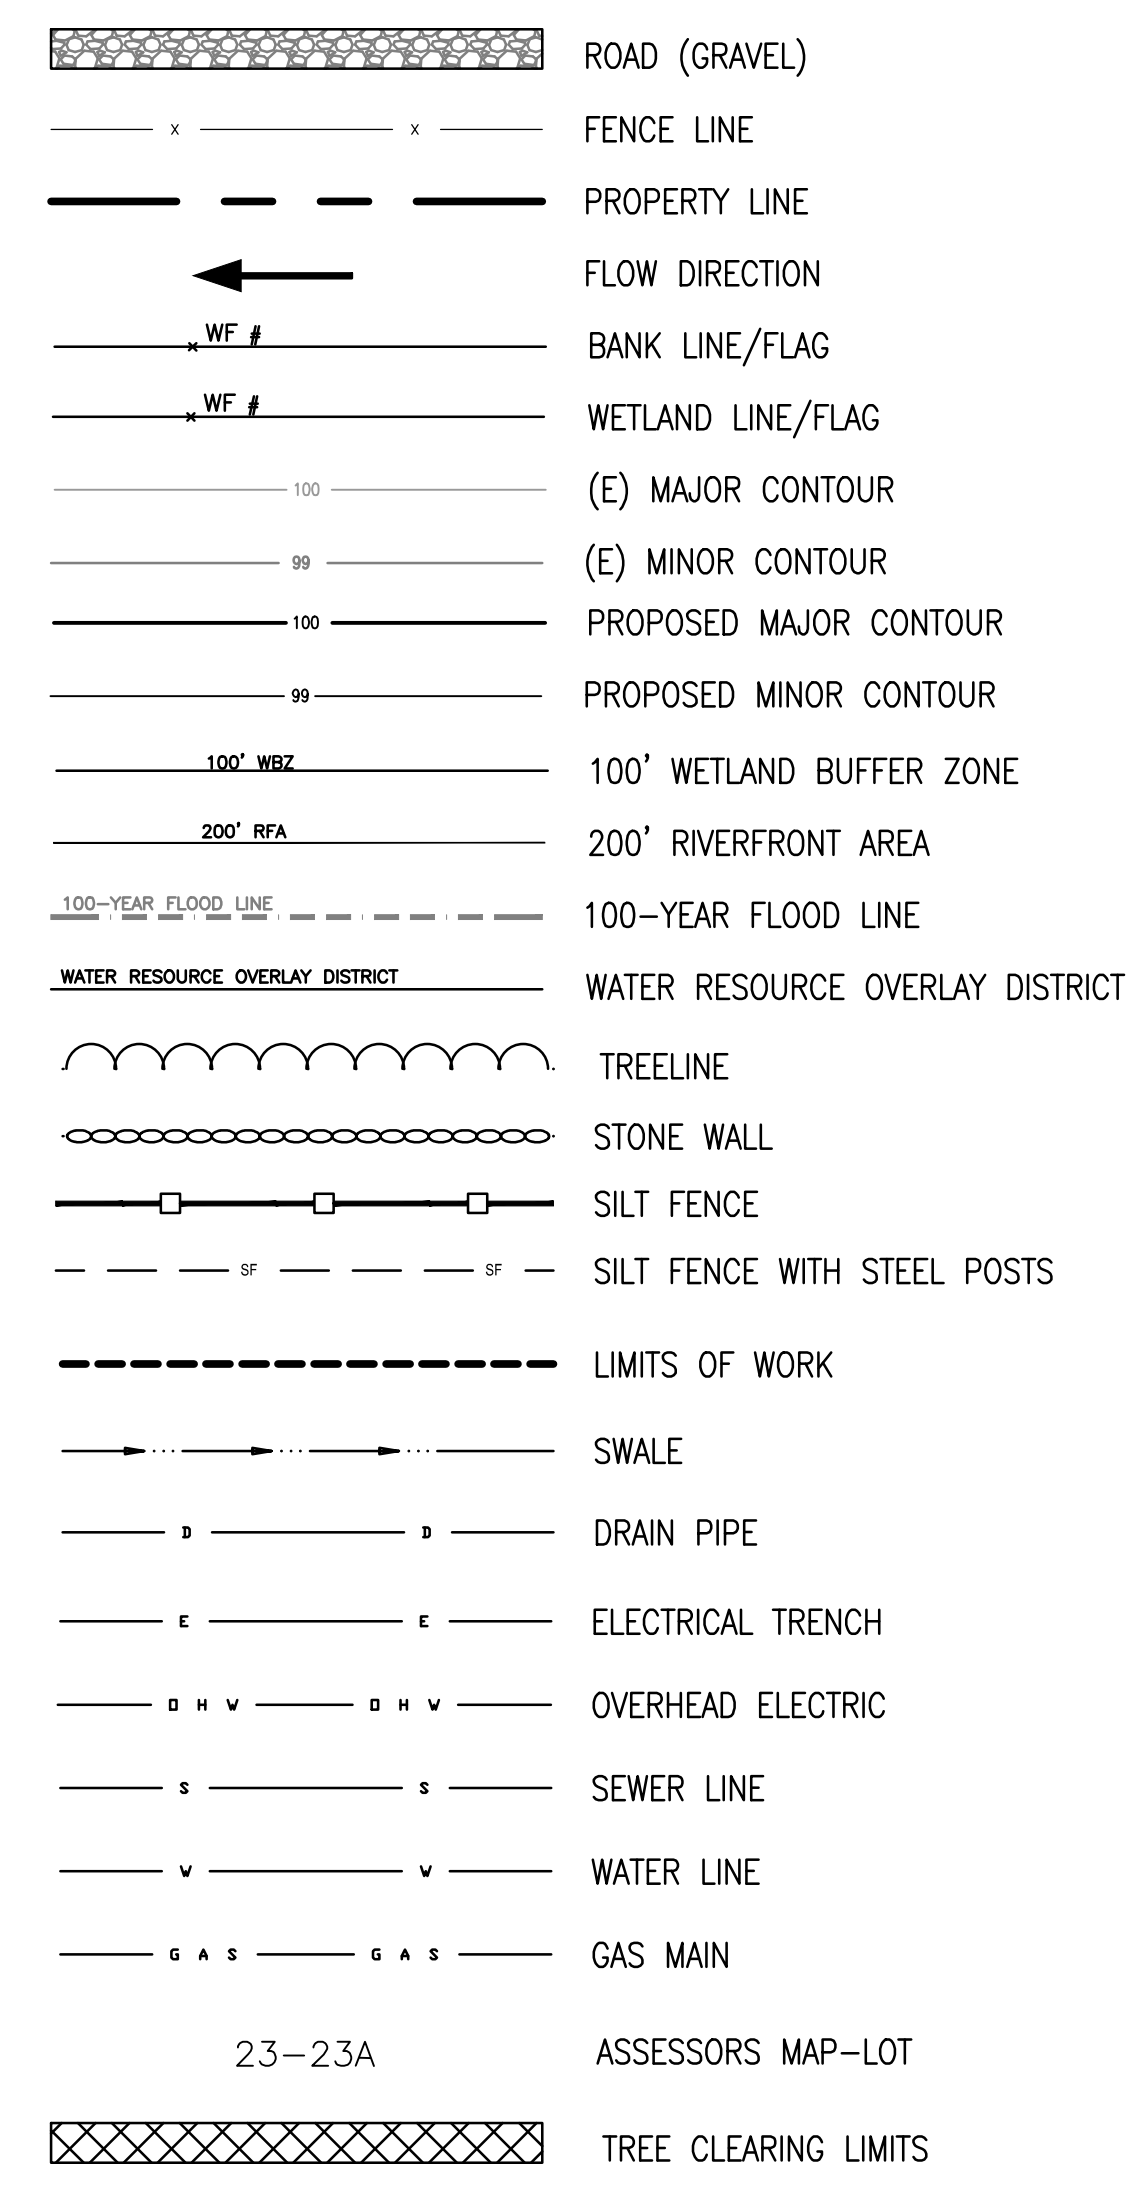 ROAD (GRAVEL)
X X FENCE LINE
PROPERTY LINE
FLOW DIRECTION
WF # BANK LINE/FLAG
WF # WETLAND LINE/FLAG
100 (E) MAJOR CONTOUR
99 (E) MINOR CONTOUR
100 PROPOSED MAJOR CONTOUR
99 PROPOSED MINOR CONTOUR
100' WBZ 100' WETLAND BUFFER ZONE
200' RFA 200' RIVERFRONT AREA
100-YEAR FLOOD LINE 100-YEAR FLOOD LINE
WATER RESOURCE OVERLAY DISTRICT WATER RESOURCE OVERLAY DISTRICT
TREELINE
STONE WALL
SILT FENCE
SF SF SILT FENCE WITH STEEL POSTS
LIMITS OF WORK
SWALE
D D DRAIN PIPE
E E ELECTRICAL TRENCH
O H W O H W OVERHEAD ELECTRIC
S S SEWER LINE
W W WATER LINE
G A S G A S GAS MAIN
23-23A ASSESSORS MAP-LOT
TREE CLEARING LIMITS